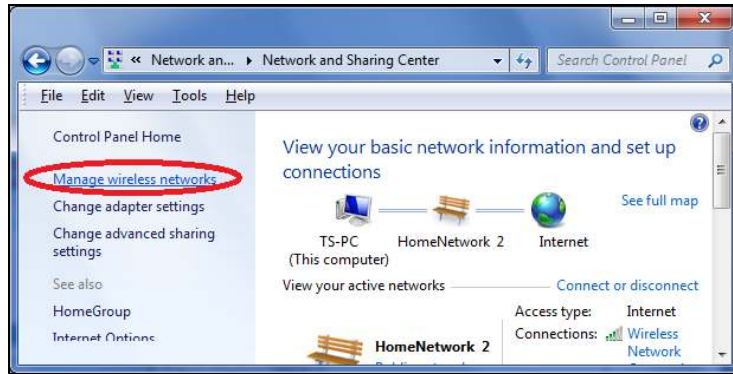 « Network an... ▸ Network and Sharing Center
Search Control Panel
File Edit View Tools Help
Control Panel Home
Manage wireless networks
Change adapter settings
Change advanced sharing
settings
See also
HomeGroup
Internet Options
View your basic network information and set up
connections
See full map
TS-PC HomeNetwork 2 Internet
(This computer)
View your active networks Connect or disconnect
Access type: Internet
Connections: Wireless
Network
HomeNetwork 2